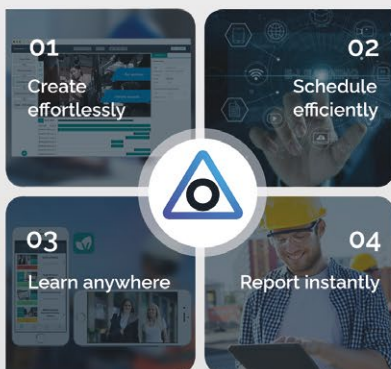 01
Create
effortlessly
02
Schedule
efficiently
03
Learn anywhere
04
Report instantly